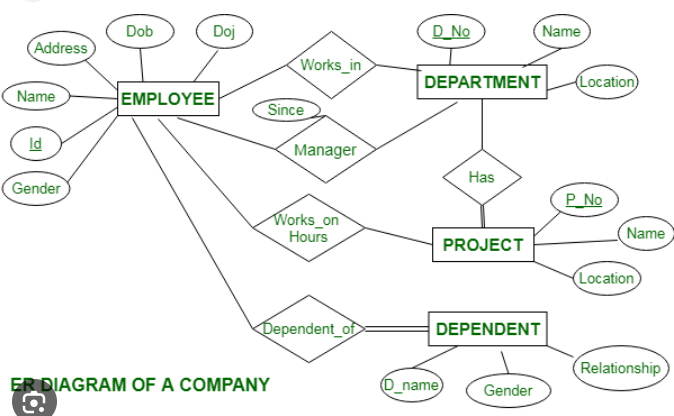 Dob
Doj
D_No
Name
Address
Works_in
DEPARTMENT
Location
Name
EMPLOYEE
Since
Id
Manager
Has
Gender
P_No
Works_on
Hours
PROJECT
Name
Location
Dependent_of
DEPENDENT
Relationship
ER DIAGRAM OF A COMPANY
D_name
Gender